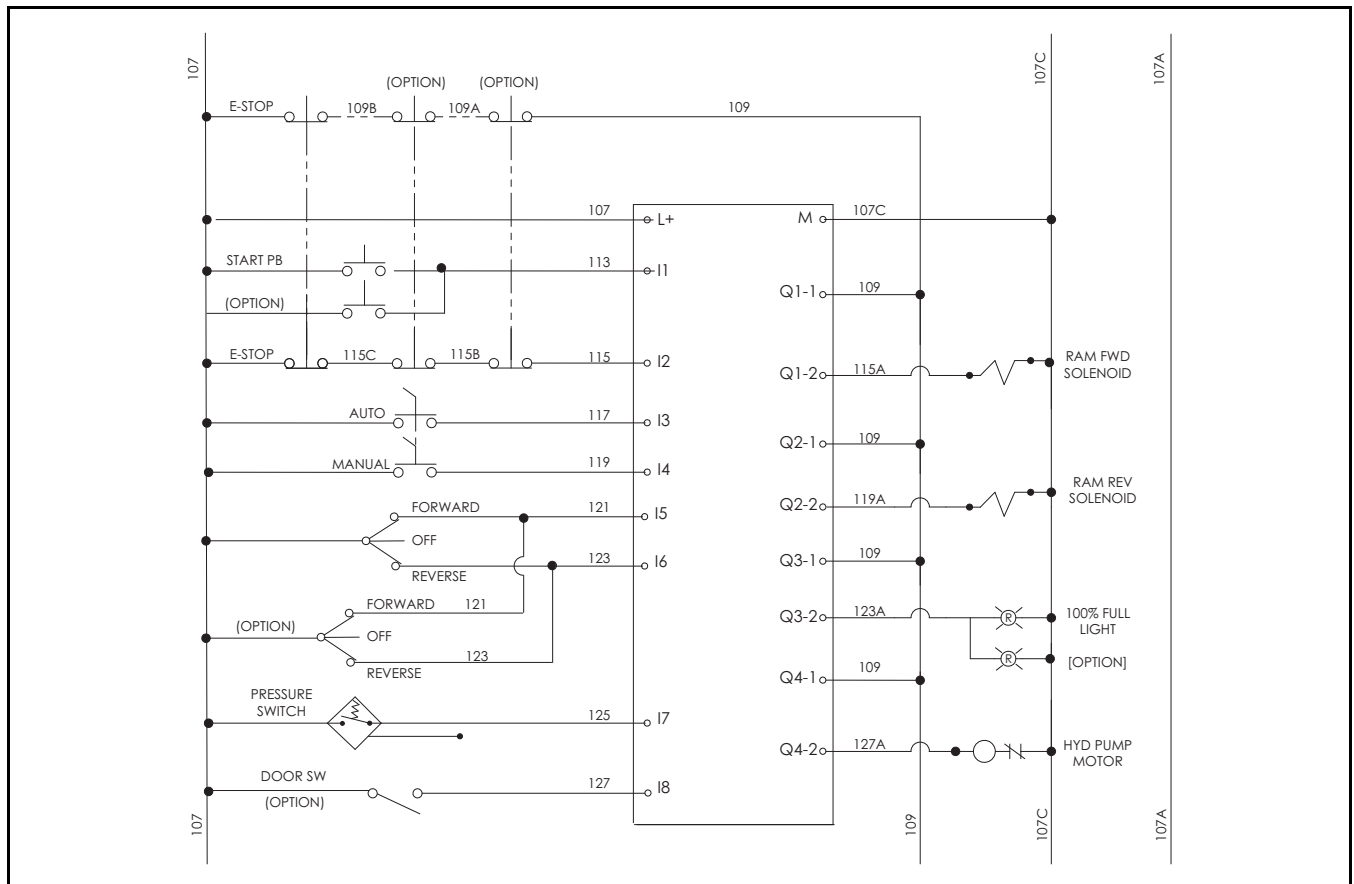 107
107C
107A
(OPTION)
(OPTION)
E-STOP
109B
109A
109
107
L+
M
107C
START PB
113
I1
(OPTION)
Q1-1
109
E-STOP
115C
115B
115
I2
Q1-2
115A
RAM FWD
SOLENOID
AUTO
117
I3
Q2-1
109
MANUAL
119
I4
Q2-2
119A
RAM REV
SOLENOID
FORWARD
121
I5
OFF
REVERSE
123
I6
Q3-1
109
FORWARD
121
(OPTION)
OFF
123
REVERSE
Q3-2
123A
R
100% FULL
LIGHT
R
[OPTION]
Q4-1
109
PRESSURE
SWITCH
125
I7
Q4-2
127A
HYD PUMP
MOTOR
DOOR SW
(OPTION)
127
I8
107
109
107C
107A